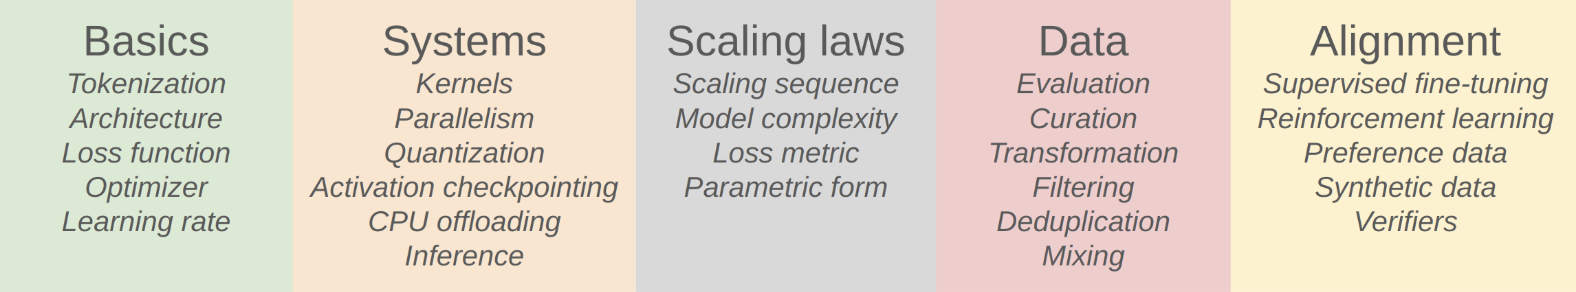 Basics
Tokenization
Architecture
Loss function
Optimizer
Learning rate
Systems
Kernels
Parallelism
Quantization
Activation checkpointing
CPU offloading
Inference
Scaling laws
Scaling sequence
Model complexity
Loss metric
Parametric form
Data
Evaluation
Curation
Transformation
Filtering
Deduplication
Mixing
Alignment
Supervised fine-tuning
Reinforcement learning
Preference data
Synthetic data
Verifiers